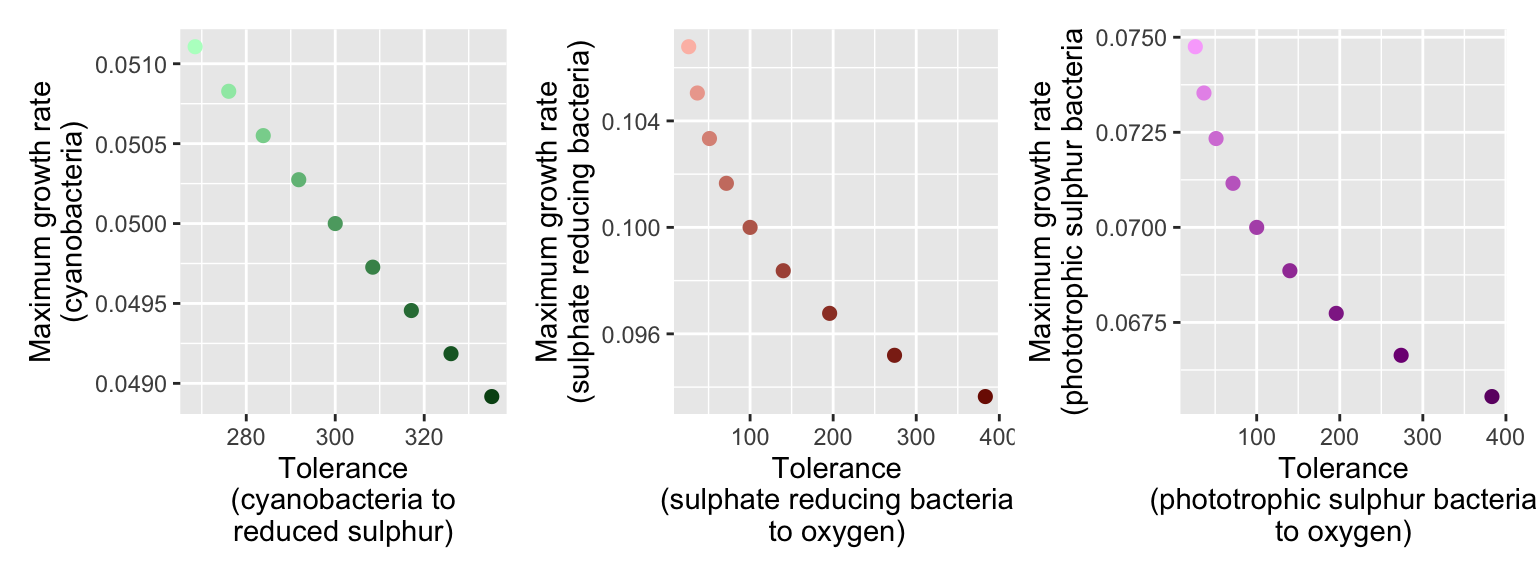 Maximum growth rate
(cyanobacteria)
0.0510
0.0505
0.0500
0.0495
0.0490
280
300
320
Tolerance
(cyanobacteria to
reduced sulphur)
Maximum growth rate
(sulphate reducing bacteria)
0.104
0.100
0.096
100
200
300
400
Tolerance
(sulphate reducing bacteria
to oxygen)
Maximum growth rate
(phototrophic sulphur bacteria
0.0750
0.0725
0.0700
0.0675
100
200
300
400
Tolerance
(phototrophic sulphur bacteria
to oxygen)